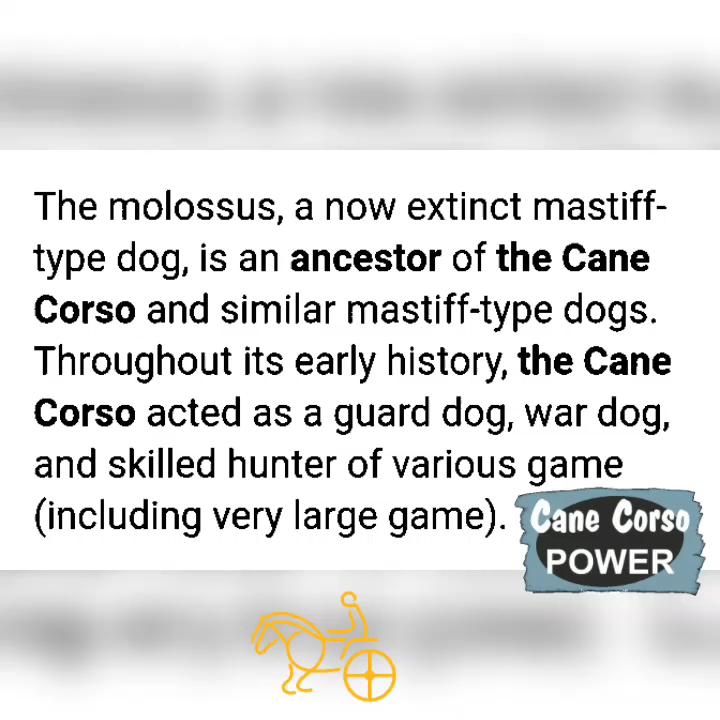 The molossus, a now extinct mastiff-
type dog, is an ancestor of the Cane
Corso and similar mastiff-type dogs.
Throughout its early history, the Cane
Corso acted as a guard dog, war dog,
and skilled hunter of various game
(including very large game).
Cane Corso
POWER